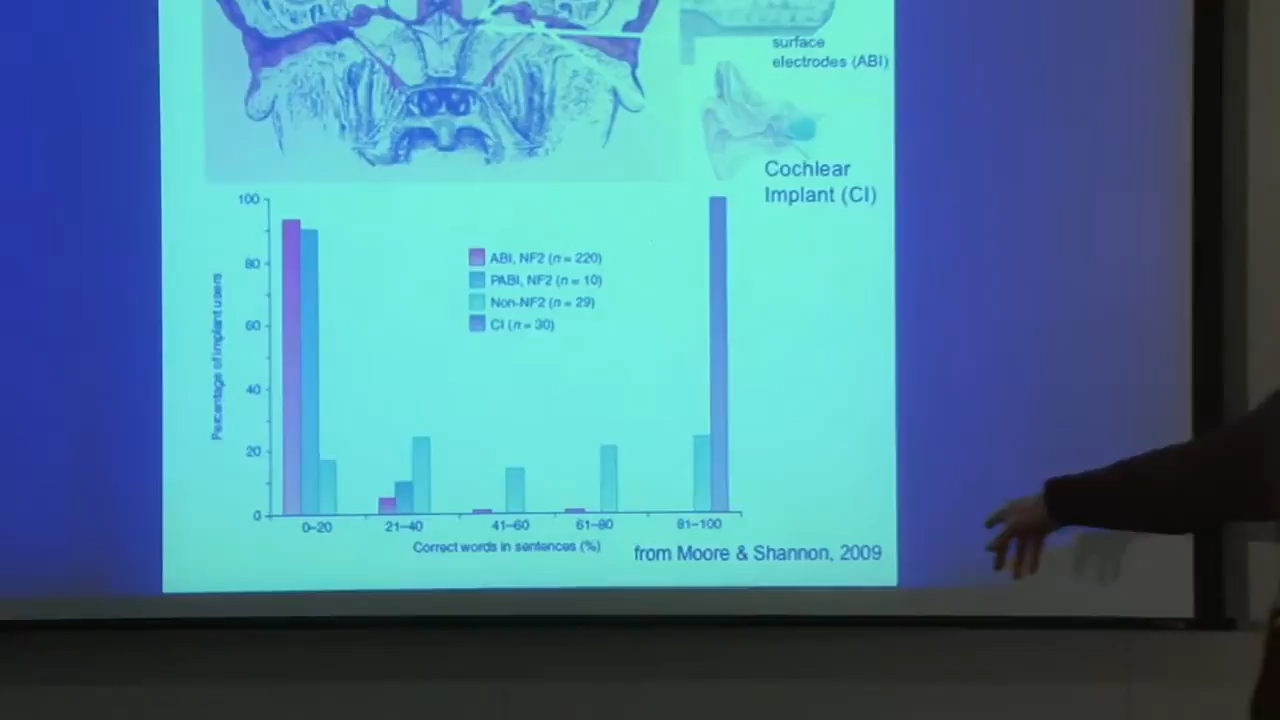 surface
electrodes (ABI)
Cochlear
Implant (CI)
100
80
60
40
20
0
Percentage of implant users
ABI, NF2 (n = 220)
PABI, NF2 (n = 10)
Non-NF2 (n = 29)
CI (n = 30)
0–20
21–40
41–60
61–80
81–100
Correct words in sentences (%)
from Moore & Shannon, 2009